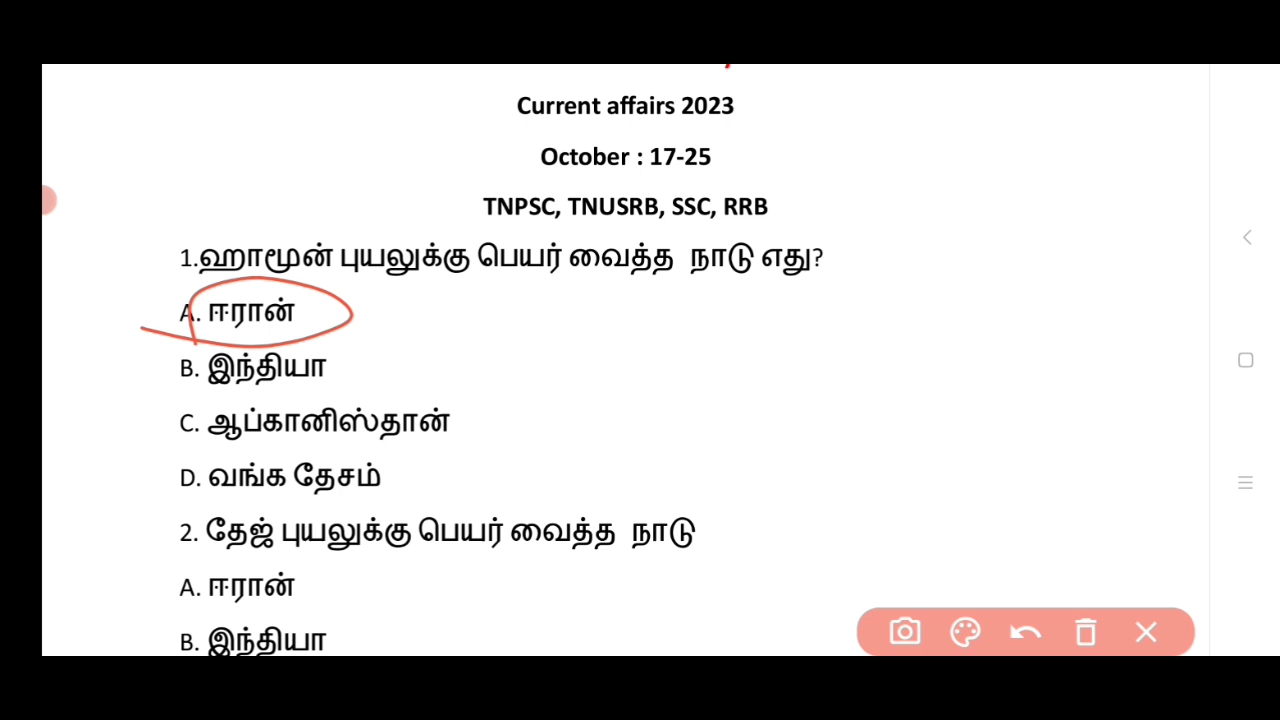 Current affairs 2023
October : 17-25
TNPSC, TNUSRB, SSC, RRB
1.ஹாமூன் புயலுக்கு பெயர் வைத்த நாடு எது?
A. ஈரான்
B. இந்தியா
C. ஆப்கானிஸ்தான்
D. வங்க தேசம்
2. தேஜ் புயலுக்கு பெயர் வைத்த நாடு
A. ஈரான்
B. இந்தியா